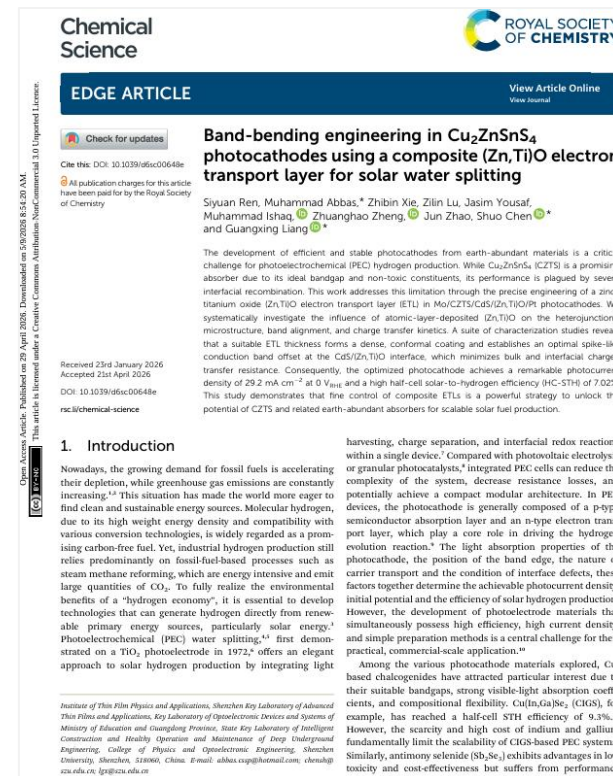 Chemical
Science
ROYAL SOCIETY
OF CHEMISTRY
EDGE ARTICLE
View Article Online
View Journal
Check for updates
Cite this: DOI: 10.1039/d6sc00648e
All publication charges for this article
have been paid for by the Royal Society
of Chemistry
Received 23rd January 2026
Accepted 21st April 2026
DOI: 10.1039/d6sc00648e
rsc.li/chemical-science
Open Access Article. Published on 29 April 2026. Downloaded on 5/9/2026 8:54:20 AM.
This article is licensed under a Creative Commons Attribution-NonCommercial 3.0 Unported Licence.
(cc) BY-NC
Band-bending engineering in Cu₂ZnSnS₄
photocathodes using a composite (Zn,Ti)O electron
transport layer for solar water splitting
Siyuan Ren, Muhammad Abbas,* Zhibin Xie, Zilin Lu, Jasim Yousaf,
Muhammad Ishaq, Zhuanghao Zheng, Jun Zhao, Shuo Chen *
and Guangxing Liang *
The development of efficient and stable photocathodes from earth-abundant materials is a critic
challenge for photoelectrochemical (PEC) hydrogen production. While Cu₂ZnSnS₄ (CZTS) is a promisin
absorber due to its ideal bandgap and non-toxic constituents, its performance is plagued by seve
interfacial recombination. This work addresses this limitation through the precise engineering of a zinc
titanium oxide (Zn,Ti)O electron transport layer (ETL) in Mo/CZTS/CdS/(Zn,Ti)O/Pt photocathodes. W
systematically investigate the influence of atomic-layer-deposited (Zn,Ti)O on the heterojunction
microstructure, band alignment, and charge transfer kinetics. A suite of characterization studies revea
that a suitable ETL thickness forms a dense, conformal coating and establishes an optimal spike-lik
conduction band offset at the CdS/(Zn,Ti)O interface, which minimizes bulk and interfacial charge
transfer resistance. Consequently, the optimized photocathode achieves a remarkable photocurren
density of 29.2 mA cm⁻² at 0 V_RHE and a high half-cell solar-to-hydrogen efficiency (HC-STH) of 7.02%
This study demonstrates that fine control of composite ETLs is a powerful strategy to unlock th
potential of CZTS and related earth-abundant absorbers for scalable solar fuel production.
1. Introduction
Nowadays, the growing demand for fossil fuels is accelerating
their depletion, while greenhouse gas emissions are constantly
increasing.¹,² This situation has made the world more eager to
find clean and sustainable energy sources. Molecular hydrogen,
due to its high weight energy density and compatibility with
various conversion technologies, is widely regarded as a prom-
ising carbon-free fuel. Yet, industrial hydrogen production still
relies predominantly on fossil-fuel-based processes such as
steam methane reforming, which are energy intensive and emit
large quantities of CO₂. To fully realize the environmental
benefits of a “hydrogen economy”, it is essential to develop
technologies that can generate hydrogen directly from renew-
able primary energy sources, particularly solar energy.³
Photoelectrochemical (PEC) water splitting,⁴,⁵ first demon-
strated on a TiO₂ photoelectrode in 1972,⁶ offers an elegant
approach to solar hydrogen production by integrating light
Institute of Thin Film Physics and Applications, Shenzhen Key Laboratory of Advanced
Thin Films and Applications, Key Laboratory of Optoelectronic Devices and Systems of
Ministry of Education and Guangdong Province, State Key Laboratory of Intelligent
Construction and Healthy Operation and Maintenance of Deep Underground
Engineering, College of Physics and Optoelectronic Engineering, Shenzhen
University, Shenzhen, 518060, China. E-mail: abbas.cssp@hotmail.com; chensh@
szu.edu.cn; lgx@szu.edu.cn
harvesting, charge separation, and interfacial redox reaction
within a single device.⁷ Compared with photovoltaic electrolys
or granular photocatalysts,⁸ integrated PEC cells can reduce th
complexity of the system, decrease resistance losses, an
potentially achieve a compact modular architecture. In PE
devices, the photocathode is generally composed of a p-typ
semiconductor absorption layer and an n-type electron tran
port layer, which play a core role in driving the hydroge
evolution reaction.⁹ The light absorption properties of th
photocathode, the position of the band edge, the nature o
carrier transport and the condition of interface defects, thes
factors together determine the achievable photocurrent density
initial potential and the efficiency of solar hydrogen production
However, the development of photoelectrode materials tha
simultaneously possess high efficiency, high current density
and simple preparation methods is a central challenge for the
practical, commercial-scale application.¹⁰
Among the various photocathode materials explored, Cu
based chalcogenides have attracted particular interest due t
their suitable bandgaps, strong visible-light absorption coeffi
cients, and compositional flexibility. Cu(In,Ga)Se₂ (CIGS), fo
example, has reached a half-cell STH efficiency of 9.3%.
However, the scarcity and high cost of indium and gallium
fundamentally limit the scalability of CIGS-based PEC system
Similarly, antimony selenide (Sb₂Se₃) exhibits advantages in lo
toxicity and cost-effectiveness but suffers from performanc